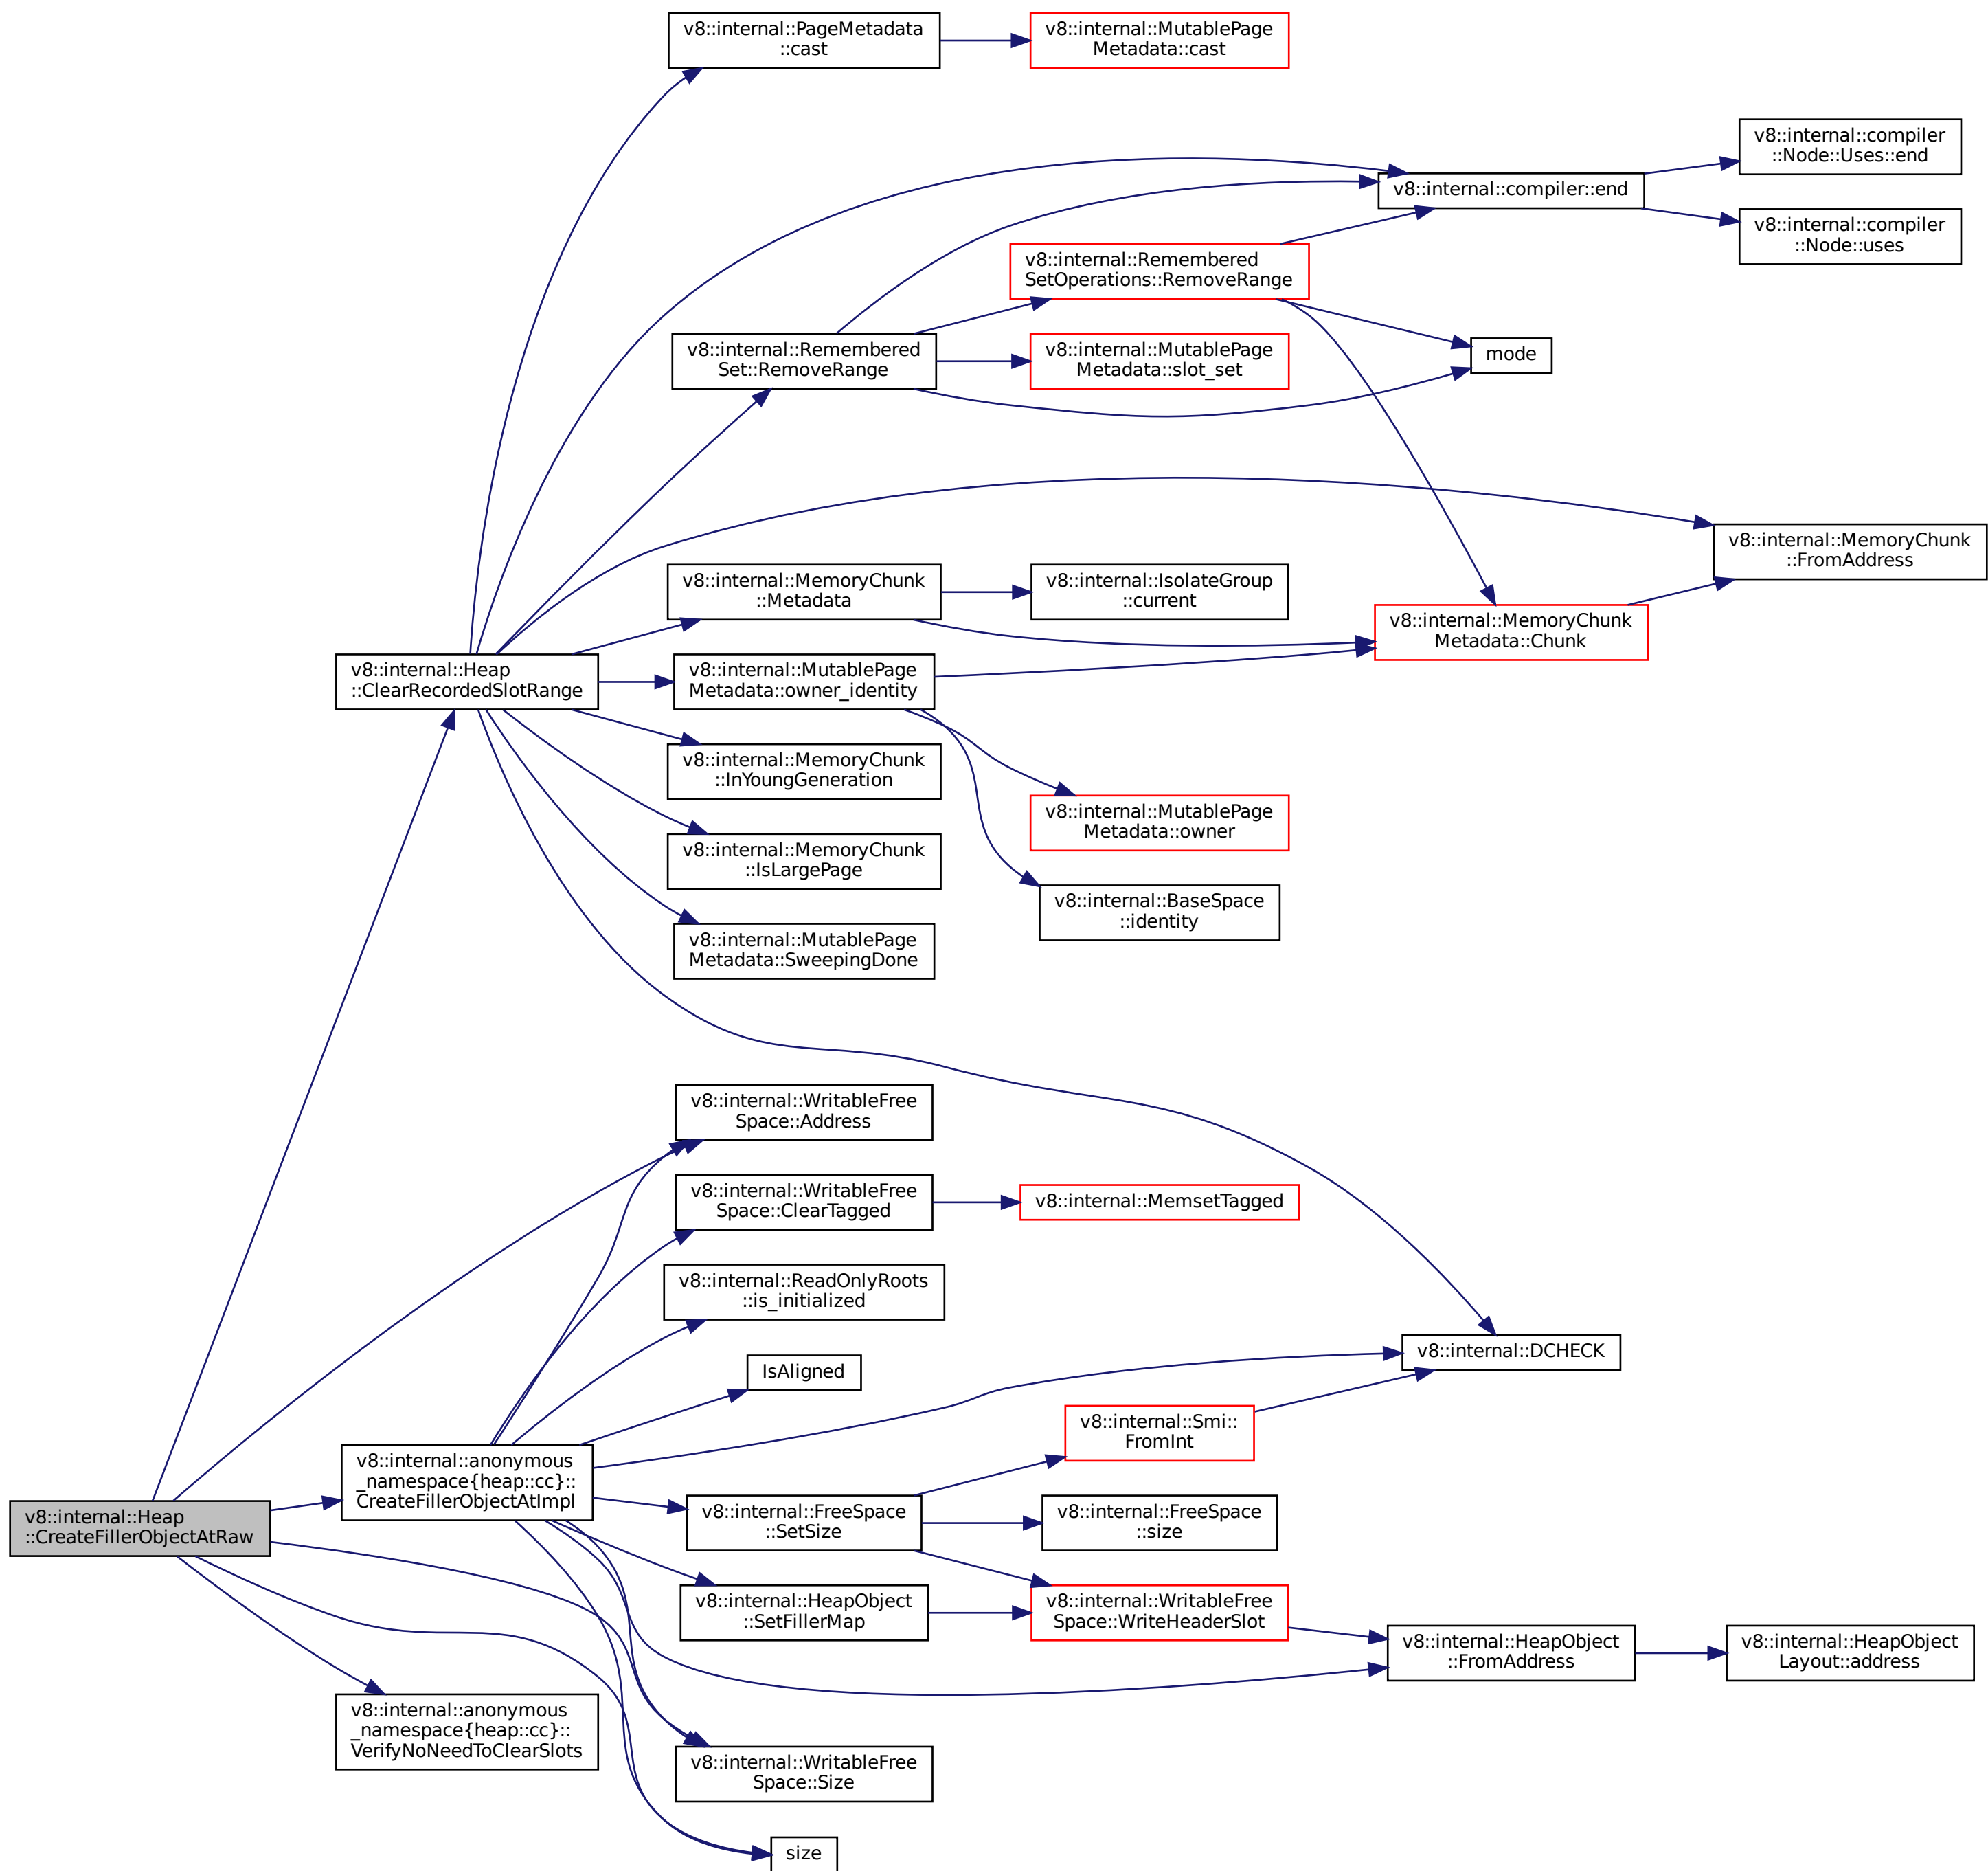 v8::internal::PageMetadata
::cast
v8::internal::MutablePage
Metadata::cast
v8::internal::compiler
::Node::Uses::end
v8::internal::compiler::end
v8::internal::compiler
::Node::uses
v8::internal::Remembered
SetOperations::RemoveRange
v8::internal::Remembered
Set::RemoveRange
v8::internal::MutablePage
Metadata::slot_set
mode
v8::internal::MemoryChunk
::FromAddress
v8::internal::MemoryChunk
::Metadata
v8::internal::IsolateGroup
::current
v8::internal::MemoryChunk
Metadata::Chunk
v8::internal::Heap
::ClearRecordedSlotRange
v8::internal::MutablePage
Metadata::owner_identity
v8::internal::MemoryChunk
::InYoungGeneration
v8::internal::MutablePage
Metadata::owner
v8::internal::MemoryChunk
::IsLargePage
v8::internal::BaseSpace
::identity
v8::internal::MutablePage
Metadata::SweepingDone
v8::internal::WritableFree
Space::Address
v8::internal::WritableFree
Space::ClearTagged
v8::internal::MemsetTagged
v8::internal::ReadOnlyRoots
::is_initialized
v8::internal::DCHECK
IsAligned
v8::internal::Smi::
FromInt
v8::internal::anonymous
_namespace{heap::cc}::
CreateFillerObjectAtImpl
v8::internal::Heap
::CreateFillerObjectAtRaw
v8::internal::FreeSpace
::SetSize
v8::internal::FreeSpace
::size
v8::internal::HeapObject
::SetFillerMap
v8::internal::WritableFree
Space::WriteHeaderSlot
v8::internal::HeapObject
::FromAddress
v8::internal::HeapObject
Layout::address
v8::internal::anonymous
_namespace{heap::cc}::
VerifyNoNeedToClearSlots
v8::internal::WritableFree
Space::Size
size